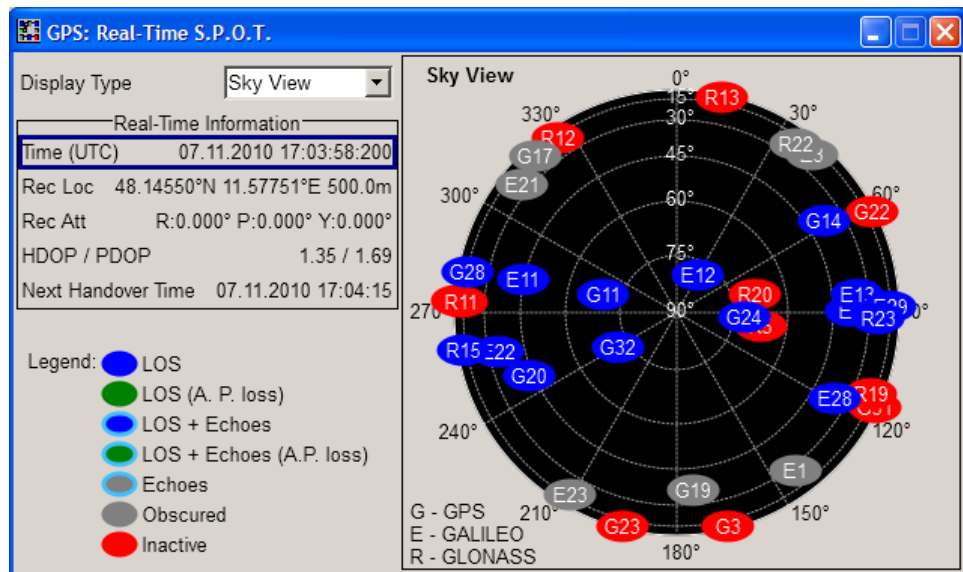 GPS: Real-Time S.P.O.T.
Display Type Sky View
Real-Time Information
Time (UTC) 07.11.2010 17:03:58:200
Rec Loc 48.14550°N 11.57751°E 500.0m
Rec Att R:0.000° P:0.000° Y:0.000°
HDOP / PDOP 1.35 / 1.69
Next Handover Time 07.11.2010 17:04:15
Legend:
LOS
LOS (A. P. loss)
LOS + Echoes
LOS + Echoes (A.P. loss)
Echoes
Obscured
Inactive
Sky View
0°
R13
15°
330°
30°
30°
R12
R22
G17
45°
E21
300°
60°
60°
G22
G14
75°
G28
E11
E12
G11
R20
E13
R11
270
90°
G24
R23
R15
G32
G20
E28
R19
240°
120°
E1
E23
G19
210°
150°
G23
G3
180°
G - GPS
E - GALILEO
R - GLONASS